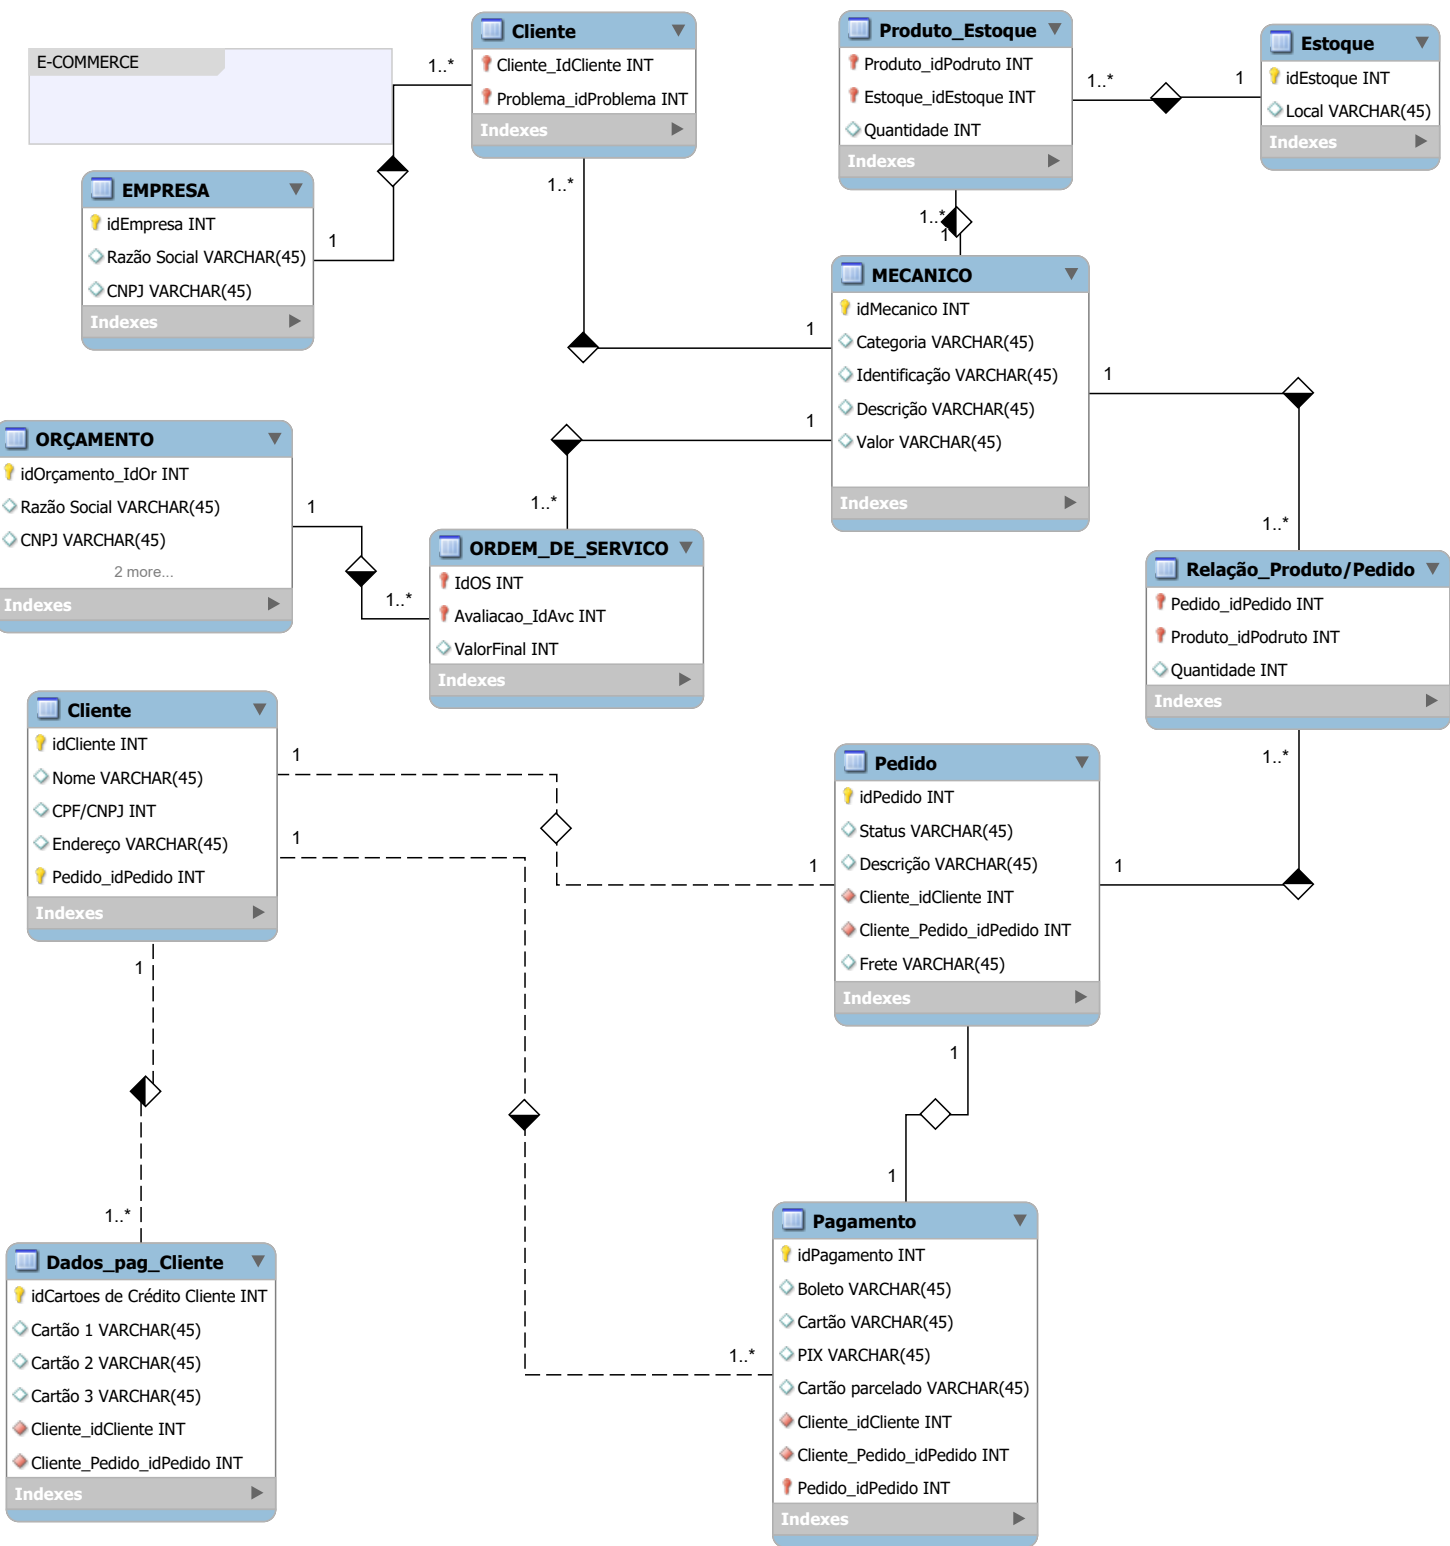 E-COMMERCE
Cliente
Cliente_IdCliente INT
Problema_idProblema INT
Indexes
1..*
1..*
Produto_Estoque
Produto_idPodruto INT
Estoque_idEstoque INT
Quantidade INT
Indexes
1..*
1
Estoque
idEstoque INT
Local VARCHAR(45)
Indexes
EMPRESA
idEmpresa INT
Razão Social VARCHAR(45)
CNPJ VARCHAR(45)
Indexes
1
1..*
1
MECANICO
idMecanico INT
Categoria VARCHAR(45)
Identificação VARCHAR(45)
Descrição VARCHAR(45)
Valor VARCHAR(45)
Indexes
1
1
1
1..*
ORÇAMENTO
idOrçamento_IdOr INT
Razão Social VARCHAR(45)
CNPJ VARCHAR(45)
2 more...
Indexes
1
1..*
1..*
ORDEM_DE_SERVICO
IdOS INT
Avaliacao_IdAvc INT
ValorFinal INT
Indexes
Relação_Produto/Pedido
Pedido_idPedido INT
Produto_idPodruto INT
Quantidade INT
Indexes
1..*
Cliente
idCliente INT
Nome VARCHAR(45)
CPF/CNPJ INT
Endereço VARCHAR(45)
Pedido_idPedido INT
Indexes
1
1
1
Pedido
idPedido INT
Status VARCHAR(45)
Descrição VARCHAR(45)
Cliente_idCliente INT
Cliente_Pedido_idPedido INT
Frete VARCHAR(45)
Indexes
1
1
1
1
1..*
1..*
Dados_pag_Cliente
idCartoes de Crédito Cliente INT
Cartão 1 VARCHAR(45)
Cartão 2 VARCHAR(45)
Cartão 3 VARCHAR(45)
Cliente_idCliente INT
Cliente_Pedido_idPedido INT
Indexes
Pagamento
idPagamento INT
Boleto VARCHAR(45)
Cartão VARCHAR(45)
PIX VARCHAR(45)
Cartão parcelado VARCHAR(45)
Cliente_idCliente INT
Cliente_Pedido_idPedido INT
Pedido_idPedido INT
Indexes